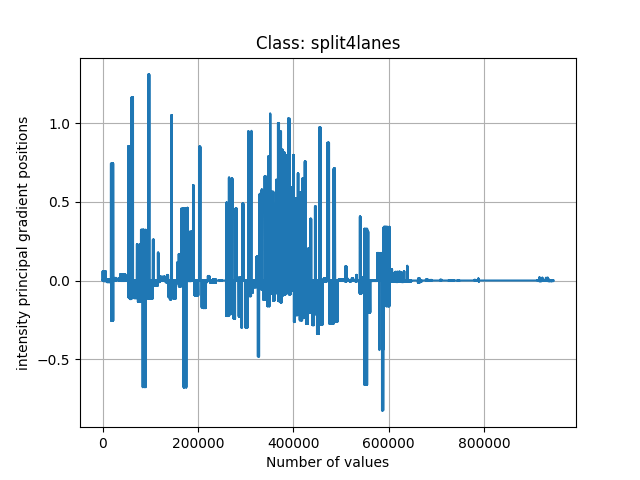 Class: split4lanes
intensity principal gradient positions
1.0
0.5
0.0
−0.5
0 200000 400000 600000 800000
Number of values